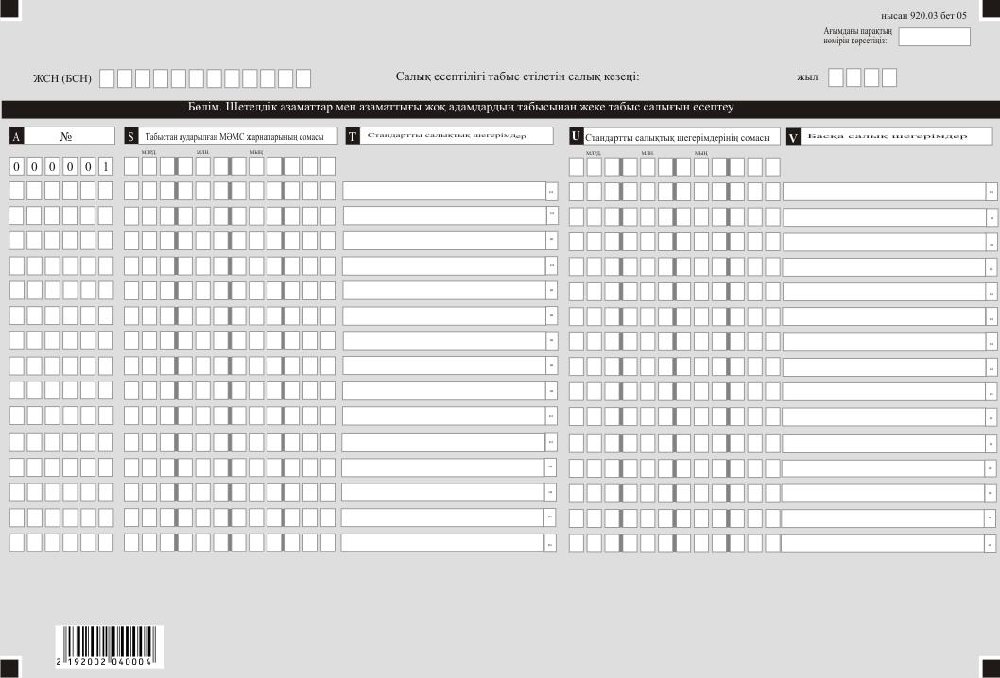 нысан 920.03 бет 05
Ағымдағы парақтың
нөмірін көрсетіңіз:
ЖСН (БСН)
Салық есептілігі табыс етілетін салық кезеңі:
жыл
Бөлім. Шетелдік азаматтар мен азаматтығы жоқ адамдардың табысынан жеке табыс салығын есептеу
A №
S Табыстан аударылған МӘМС жарналарының сомасы
T Стандартты салықтық шегерімдер
U Стандартты салықтық шегерімдерінің сомасы
V Басқа салық шегерімдер
МЛРД. МЛН. МЫҢ
МЛРД. МЛН. МЫҢ
0 0 0 0 0 1
2 192002 040004